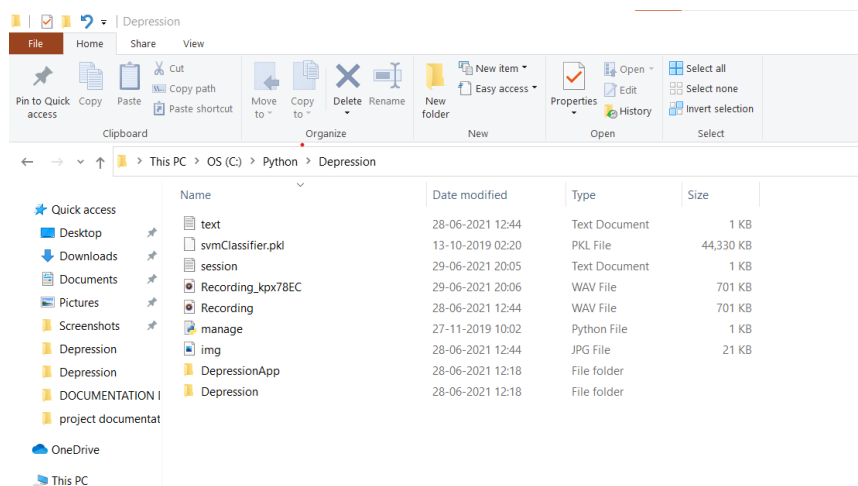 Depression
File Home Share View
Pin to Quick access
Copy
Paste
Cut
Copy path
Paste shortcut
Clipboard
Move to
Copy to
Delete
Rename
Organize
New folder
New item
Easy access
New
Properties
Open
Edit
History
Open
Select all
Select none
Invert selection
Select
This PC > OS (C:) > Python > Depression
Name Date modified Type Size
Quick access
Desktop
Downloads
Documents
Pictures
Screenshots
Depression
Depression
DOCUMENTATION
project documentat
OneDrive
This PC
text 28-06-2021 12:44 Text Document 1 KB
svmClassifier.pkl 13-10-2019 02:20 PKL File 44,330 KB
session 29-06-2021 20:05 Text Document 1 KB
Recording_kpx78EC 29-06-2021 20:06 WAV File 701 KB
Recording 28-06-2021 12:44 WAV File 701 KB
manage 27-11-2019 10:02 Python File 1 KB
img 28-06-2021 12:44 JPG File 21 KB
DepressionApp 28-06-2021 12:18 File folder
Depression 28-06-2021 12:18 File folder